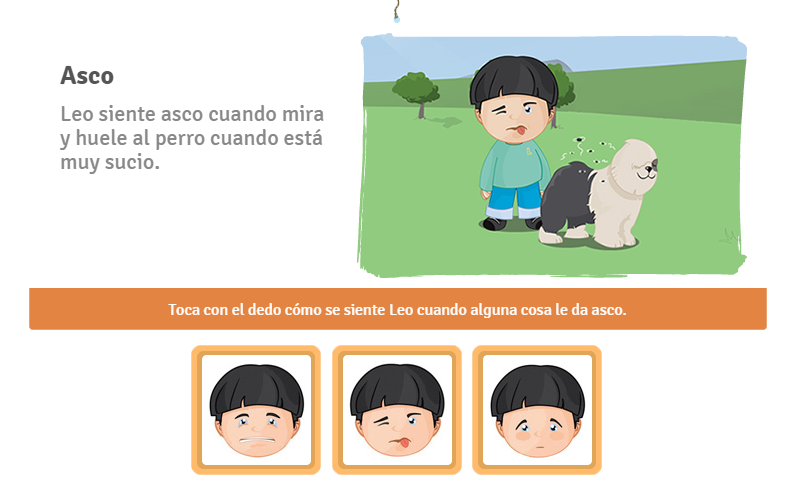 Asco
Leo siente asco cuando mira
y huele al perro cuando está
muy sucio.
Toca con el dedo cómo se siente Leo cuando alguna cosa le da asco.